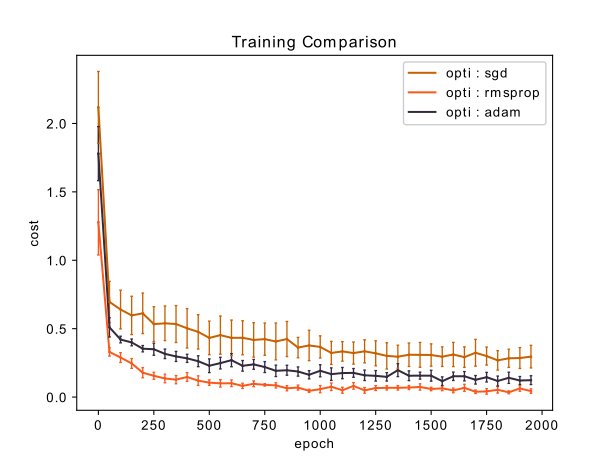 Training Comparison
opti : sgd
opti : rmsprop
opti : adam
cost
2.0
1.5
1.0
0.5
0.0
0 250 500 750 1000 1250 1500 1750 2000
epoch